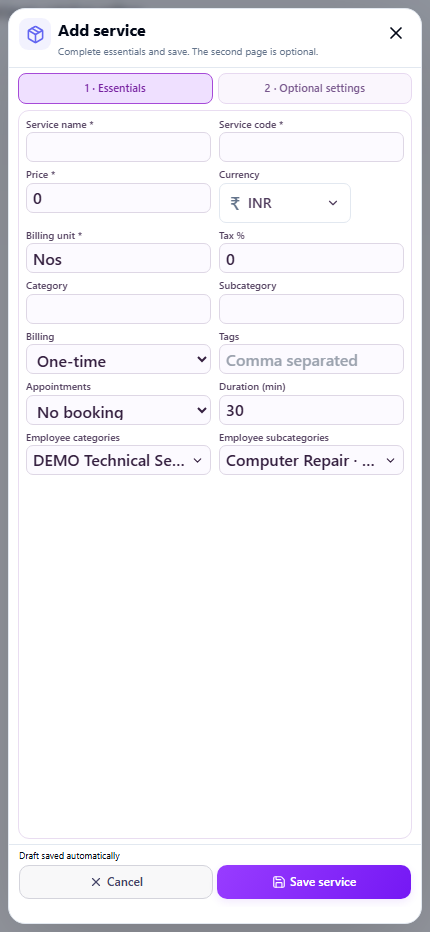 Add service
Complete essentials and save. The second page is optional.
1 · Essentials
2 · Optional settings
Service name *
Service code *
Price *
Currency
0
₹ INR
Billing unit *
Tax %
Nos
0
Category
Subcategory
Billing
Tags
One-time
Comma separated
Appointments
Duration (min)
No booking
30
Employee categories
Employee subcategories
DEMO Technical Se...
Computer Repair · ...
Draft saved automatically
Cancel
Save service